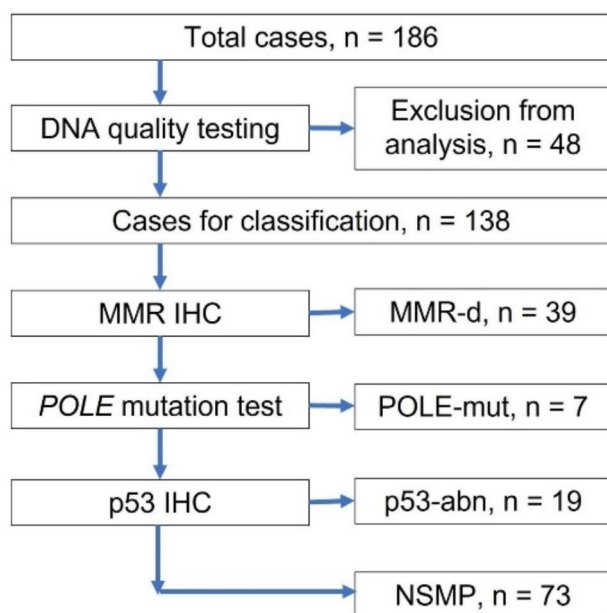 Total cases, n = 186
DNA quality testing
Exclusion from
analysis, n = 48
Cases for classification, n = 138
MMR IHC
MMR-d, n = 39
POLE mutation test
POLE-mut, n = 7
p53 IHC
p53-abn, n = 19
NSMP, n = 73